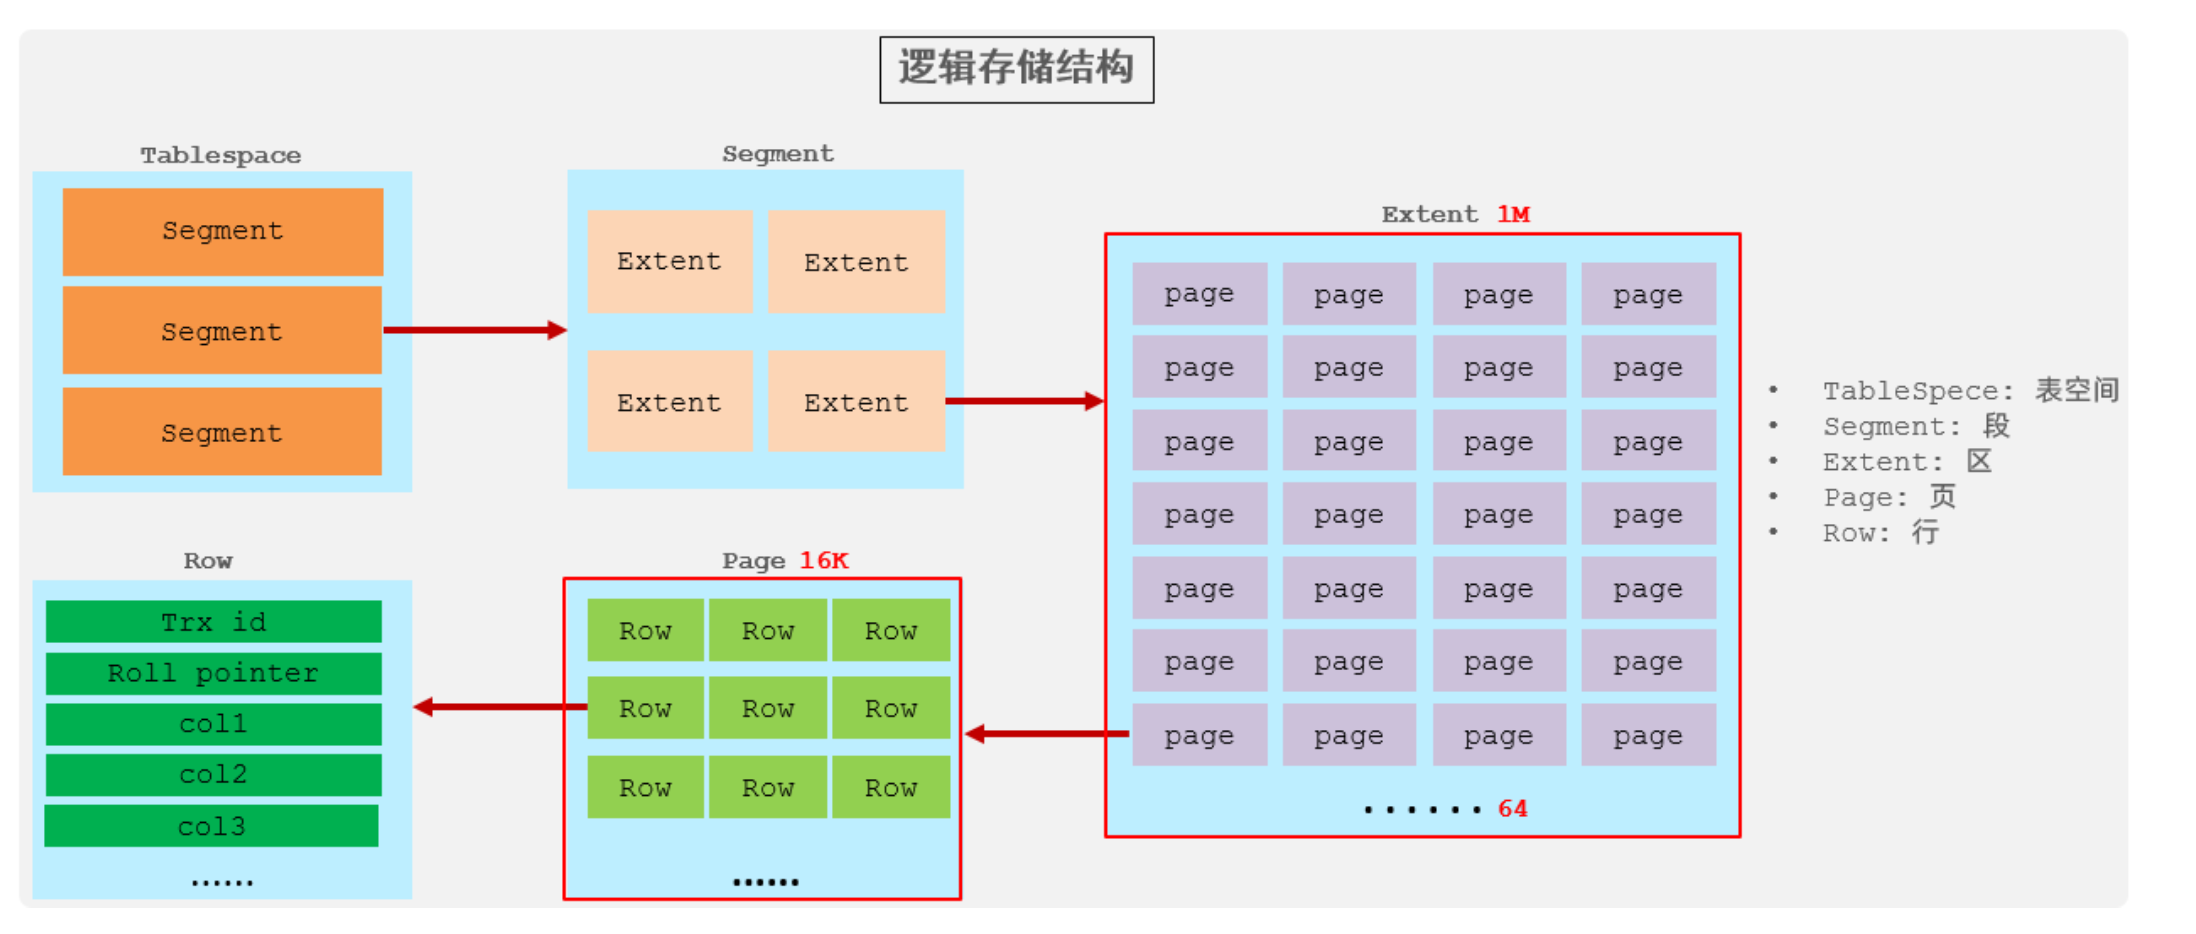 逻辑存储结构
Tablespace
Segment
Segment
Segment
Segment
Extent Extent
Extent Extent
Extent 1M
page page page page
page page page page
page page page page
page page page page
page page page page
page page page page
page page page page
...... 64
Page 16K
Row Row Row
Row Row Row
Row Row Row
......
Row
Trx id
Roll pointer
col1
col2
col3
......
• TableSpece: 表空间
• Segment: 段
• Extent: 区
• Page: 页
• Row: 行